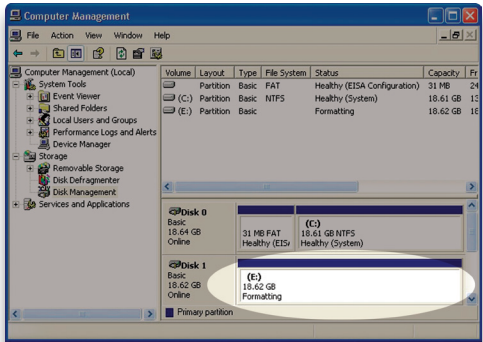 Computer Management
File Action View Window Help
Computer Management (Local)
System Tools
Event Viewer
Shared Folders
Local Users and Groups
Performance Logs and Alerts
Device Manager
Storage
Removable Storage
Disk Defragmenter
Disk Management
Services and Applications
Volume Layout Type File System Status Capacity Fr
Partition Basic FAT Healthy (EISA Configuration) 31 MB 24
(C:) Partition Basic NTFS Healthy (System) 18.61 GB 13
(E:) Partition Basic Formatting 18.62 GB 18
Disk 0
Basic
18.64 GB
Online
31 MB FAT
Healthy (EISA
(C:)
18.61 GB NTFS
Healthy (System)
Disk 1
Basic
18.62 GB
Online
(E:)
18.62 GB
Formatting
Primary partition